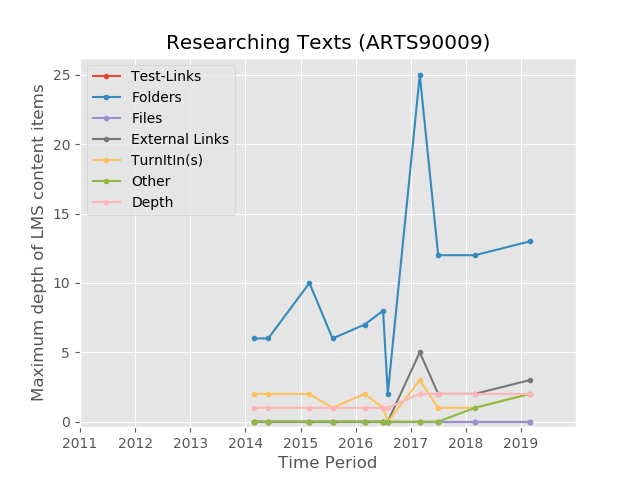 Researching Texts (ARTS90009)
Test-Links
Folders
Files
External Links
TurnItIn(s)
Other
Depth
Maximum depth of LMS content items
25
20
15
10
5
0
2011 2012 2013 2014 2015 2016 2017 2018 2019
Time Period